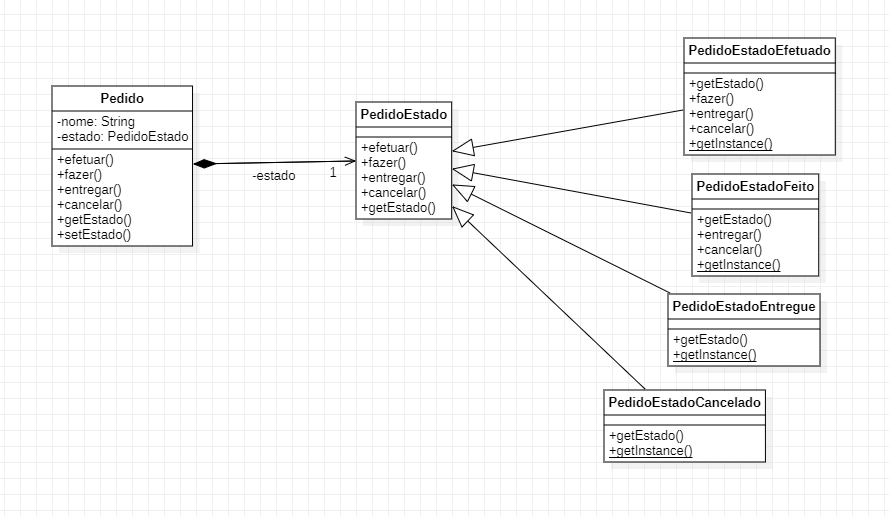 Pedido
-nome: String
-estado: PedidoEstado
+efetuar()
+fazer()
+entregar()
+cancelar()
+getEstado()
+setEstado()
-estado
1
PedidoEstado
+efetuar()
+fazer()
+entregar()
+cancelar()
+getEstado()
PedidoEstadoEfetuado
+getEstado()
+fazer()
+entregar()
+cancelar()
+getInstance()
PedidoEstadoFeito
+getEstado()
+entregar()
+cancelar()
+getInstance()
PedidoEstadoEntregue
+getEstado()
+getInstance()
PedidoEstadoCancelado
+getEstado()
+getInstance()